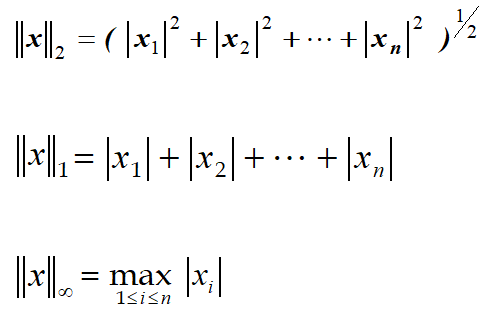 ‖x‖₂ = ( |x₁|² + |x₂|² + ⋯ + |xₙ|² )^½
‖x‖₁ = |x₁| + |x₂| + ⋯ + |xₙ|
‖x‖∞ = max |xᵢ|
1≤i≤n